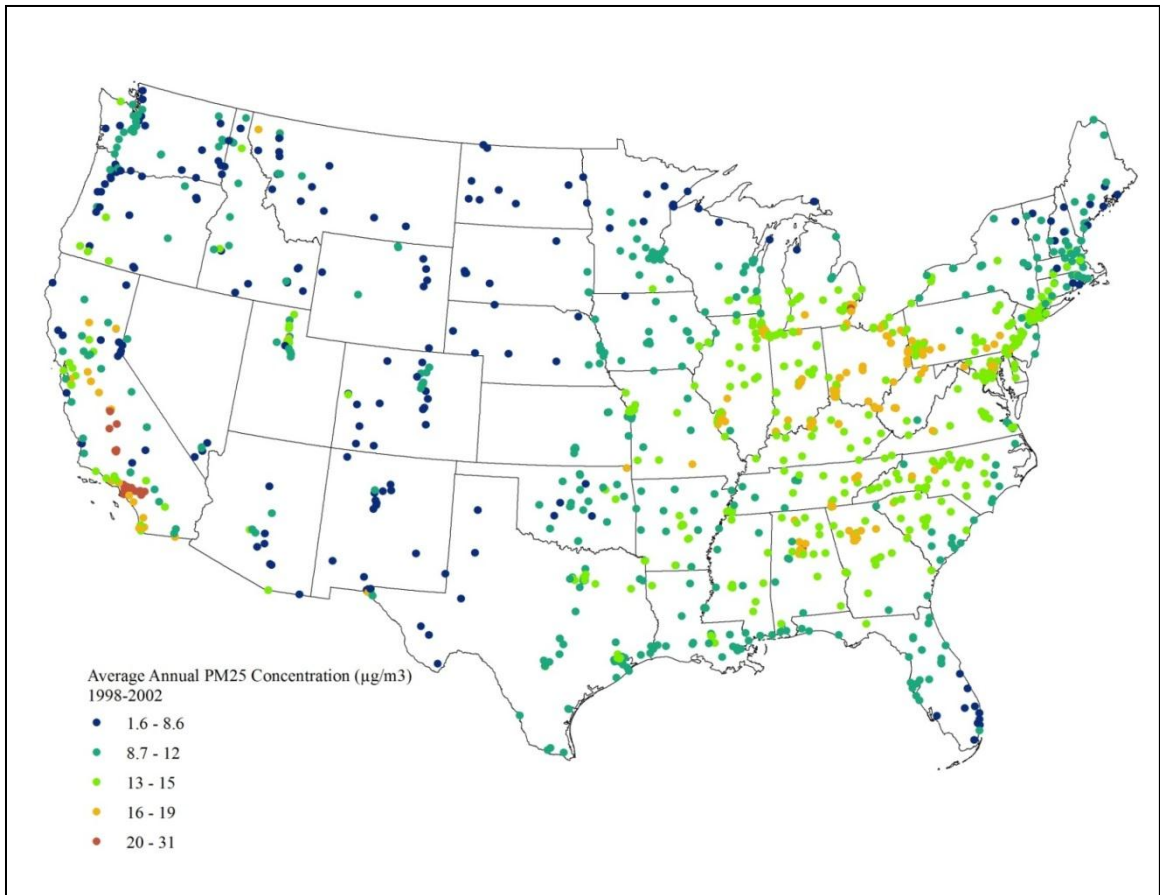 Average Annual PM25 Concentration (µg/m3)
1998-2002
1.6 - 8.6
8.7 - 12
13 - 15
16 - 19
20 - 31